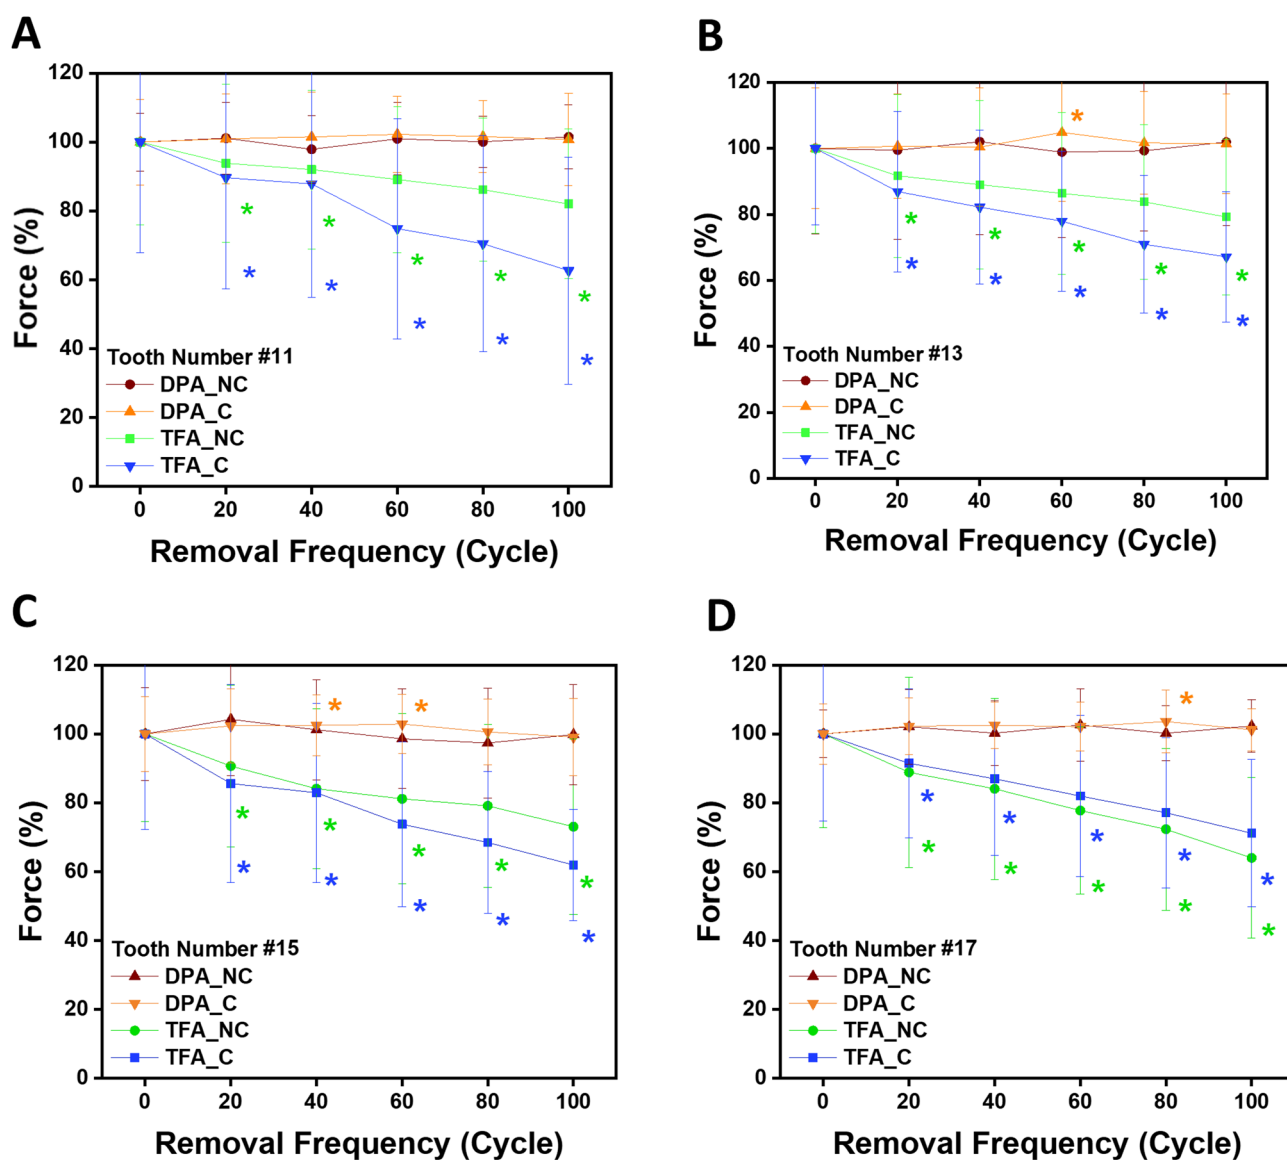 A
120
100
80
60
40
20
0
Force (%)
Tooth Number #11
DPA_NC
DPA_C
TFA_NC
TFA_C
0 20 40 60 80 100
Removal Frequency (Cycle)
B
120
100
80
60
40
20
0
Force (%)
Tooth Number #13
DPA_NC
DPA_C
TFA_NC
TFA_C
0 20 40 60 80 100
Removal Frequency (Cycle)
C
120
100
80
60
40
20
0
Force (%)
Tooth Number #15
DPA_NC
DPA_C
TFA_NC
TFA_C
0 20 40 60 80 100
Removal Frequency (Cycle)
D
120
100
80
60
40
20
0
Force (%)
Tooth Number #17
DPA_NC
DPA_C
TFA_NC
TFA_C
0 20 40 60 80 100
Removal Frequency (Cycle)